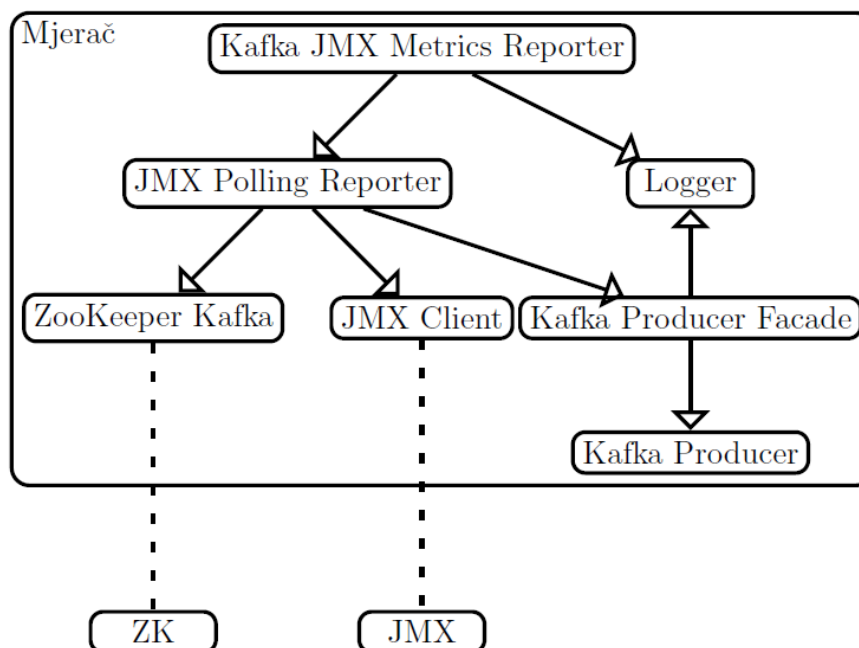 Mjerač
Kafka JMX Metrics Reporter
JMX Polling Reporter
Logger
ZooKeeper Kafka
JMX Client
Kafka Producer Facade
Kafka Producer
ZK
JMX